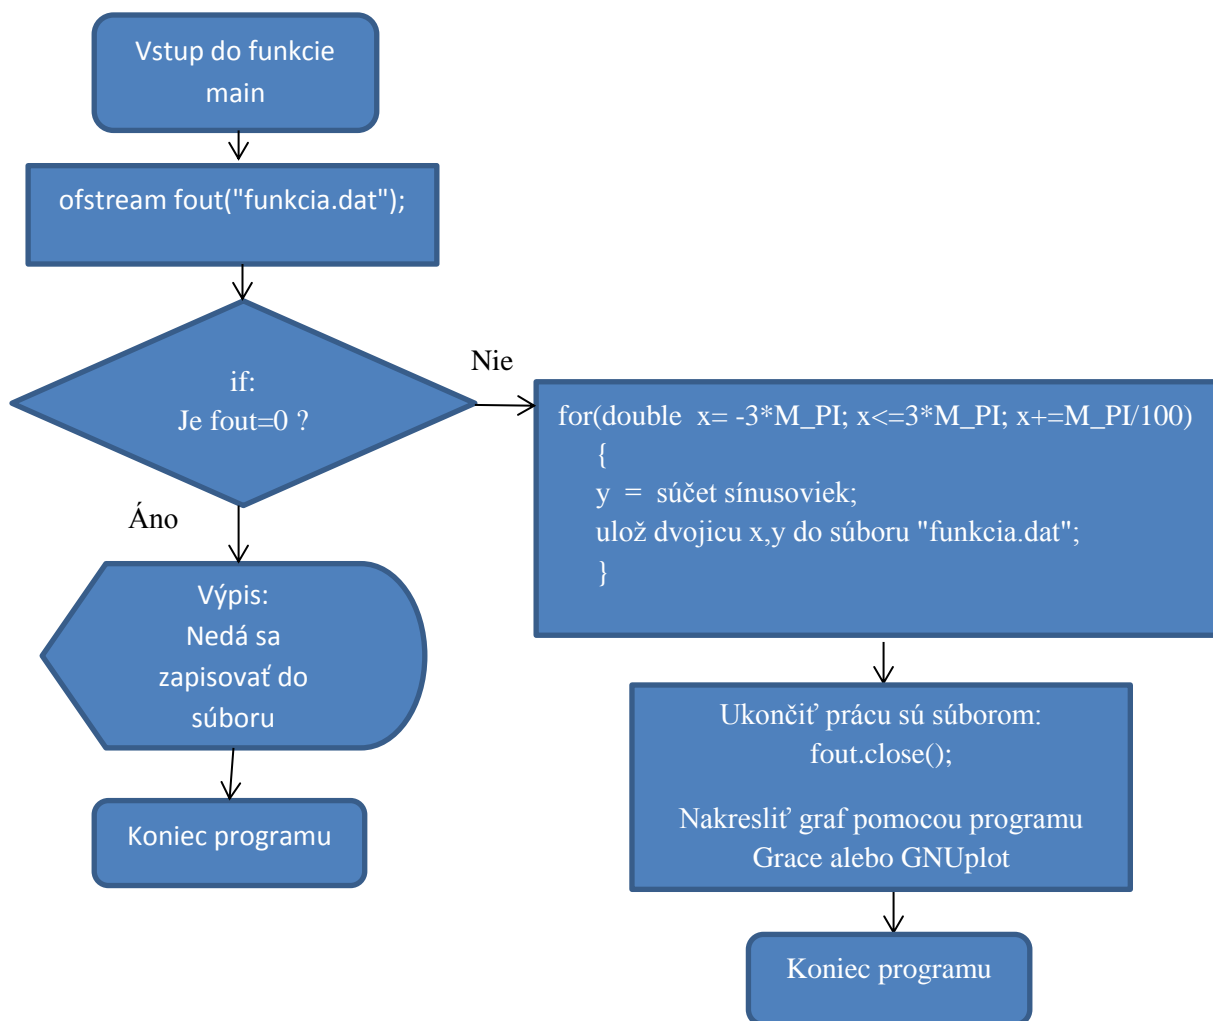 Vstup do funkcie
main
ofstream fout("funkcia.dat");
if:
Je fout=0 ?
Nie
for(double  x= -3*M_PI; x<=3*M_PI; x+=M_PI/100)
{
y  =  súčet sínusoviek;
ulož dvojicu x,y do súboru "funkcia.dat";
}
Áno
Výpis:
Nedá sa
zapisovať do
súboru
Koniec programu
Ukončiť prácu sú súborom:
fout.close();
Nakresliť graf pomocou programu
Grace alebo GNUplot
Koniec programu